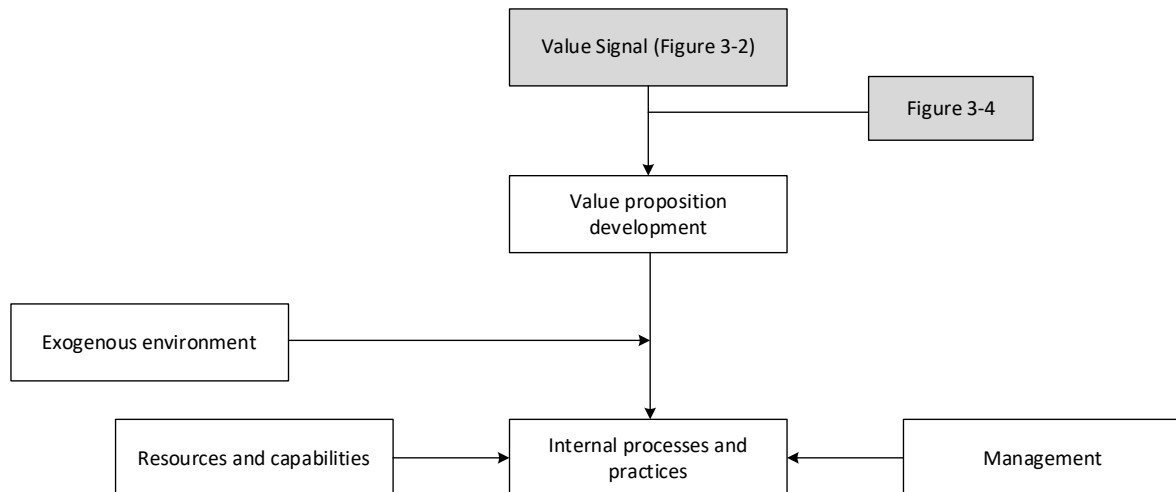 Value Signal (Figure 3-2)
Figure 3-4
Value proposition
development
Exogenous environment
Resources and capabilities
Internal processes and
practices
Management